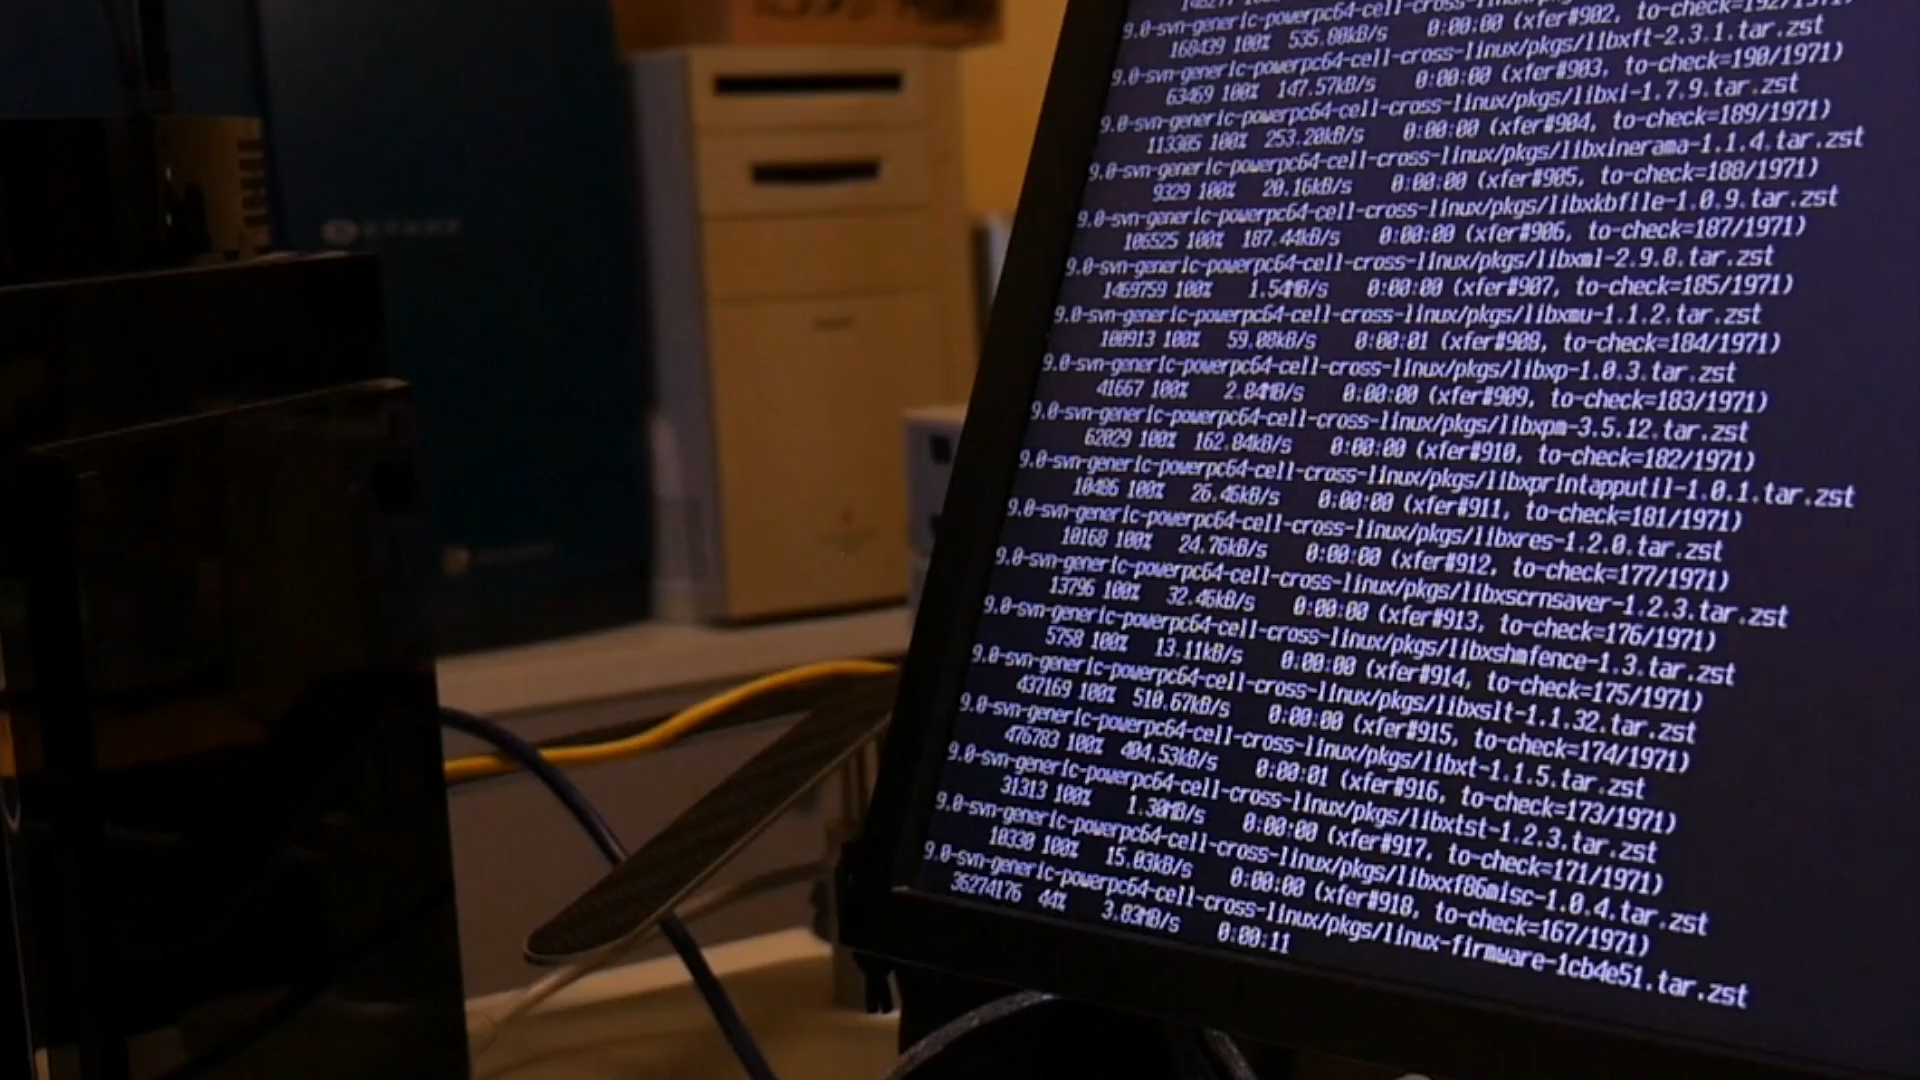 9.0-svn-generic-powerpc64-cell-cross-linux/pkgs/libxft-2.3.1.tar.zst
168439 100% 535.80kB/s 0:00:00 (xfer#902, to-check=192/1971)
9.0-svn-generic-powerpc64-cell-cross-linux/pkgs/libxi-1.7.9.tar.zst
63469 100% 147.57kB/s 0:00:00 (xfer#903, to-check=190/1971)
9.0-svn-generic-powerpc64-cell-cross-linux/pkgs/libxinerama-1.1.4.tar.zst
113305 100% 253.20kB/s 0:00:00 (xfer#904, to-check=189/1971)
9.0-svn-generic-powerpc64-cell-cross-linux/pkgs/libxkbfile-1.0.9.tar.zst
9329 100% 20.16kB/s 0:00:00 (xfer#905, to-check=188/1971)
9.0-svn-generic-powerpc64-cell-cross-linux/pkgs/libxml-2.9.8.tar.zst
106525 100% 187.44kB/s 0:00:00 (xfer#906, to-check=187/1971)
9.0-svn-generic-powerpc64-cell-cross-linux/pkgs/libxmu-1.1.2.tar.zst
1469759 100% 1.54MB/s 0:00:00 (xfer#907, to-check=185/1971)
9.0-svn-generic-powerpc64-cell-cross-linux/pkgs/libxp-1.0.3.tar.zst
100913 100% 59.08kB/s 0:00:01 (xfer#908, to-check=184/1971)
9.0-svn-generic-powerpc64-cell-cross-linux/pkgs/libxpm-3.5.12.tar.zst
41667 100% 2.84MB/s 0:00:00 (xfer#909, to-check=183/1971)
9.0-svn-generic-powerpc64-cell-cross-linux/pkgs/libxprintapputil-1.0.1.tar.zst
62029 100% 162.84kB/s 0:00:00 (xfer#910, to-check=182/1971)
9.0-svn-generic-powerpc64-cell-cross-linux/pkgs/libxres-1.2.0.tar.zst
10486 100% 26.46kB/s 0:00:00 (xfer#911, to-check=181/1971)
9.0-svn-generic-powerpc64-cell-cross-linux/pkgs/libxscrnsaver-1.2.3.tar.zst
10168 100% 24.76kB/s 0:00:00 (xfer#912, to-check=177/1971)
9.0-svn-generic-powerpc64-cell-cross-linux/pkgs/libxshmfence-1.3.tar.zst
13796 100% 32.46kB/s 0:00:00 (xfer#913, to-check=176/1971)
9.0-svn-generic-powerpc64-cell-cross-linux/pkgs/libxslt-1.1.32.tar.zst
5758 100% 13.11kB/s 0:00:00 (xfer#914, to-check=175/1971)
9.0-svn-generic-powerpc64-cell-cross-linux/pkgs/libxt-1.1.5.tar.zst
437169 100% 510.67kB/s 0:00:00 (xfer#915, to-check=174/1971)
9.0-svn-generic-powerpc64-cell-cross-linux/pkgs/libxtst-1.2.3.tar.zst
476783 100% 404.53kB/s 0:00:01 (xfer#916, to-check=173/1971)
9.0-svn-generic-powerpc64-cell-cross-linux/pkgs/libxxf86misc-1.0.4.tar.zst
31313 100% 1.30MB/s 0:00:00 (xfer#917, to-check=171/1971)
9.0-svn-generic-powerpc64-cell-cross-linux/pkgs/linux-firmware-1cb4e51.tar.zst
10330 100% 15.03kB/s 0:00:00 (xfer#918, to-check=167/1971)
36274176 44% 3.03MB/s 0:00:11